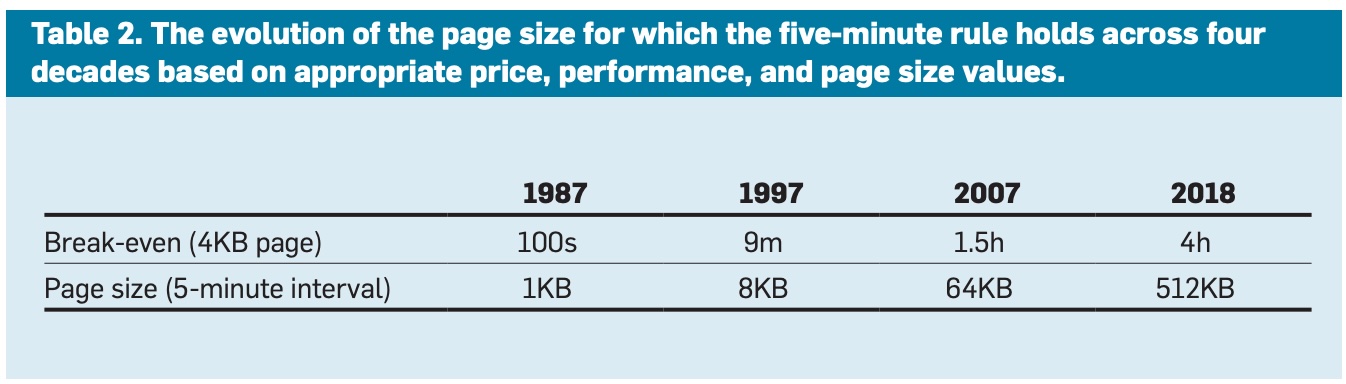 Table 2. The evolution of the page size for which the five-minute rule holds across four
decades based on appropriate price, performance, and page size values.
1987 1997 2007 2018
Break-even (4KB page) 100s 9m 1.5h 4h
Page size (5-minute interval) 1KB 8KB 64KB 512KB